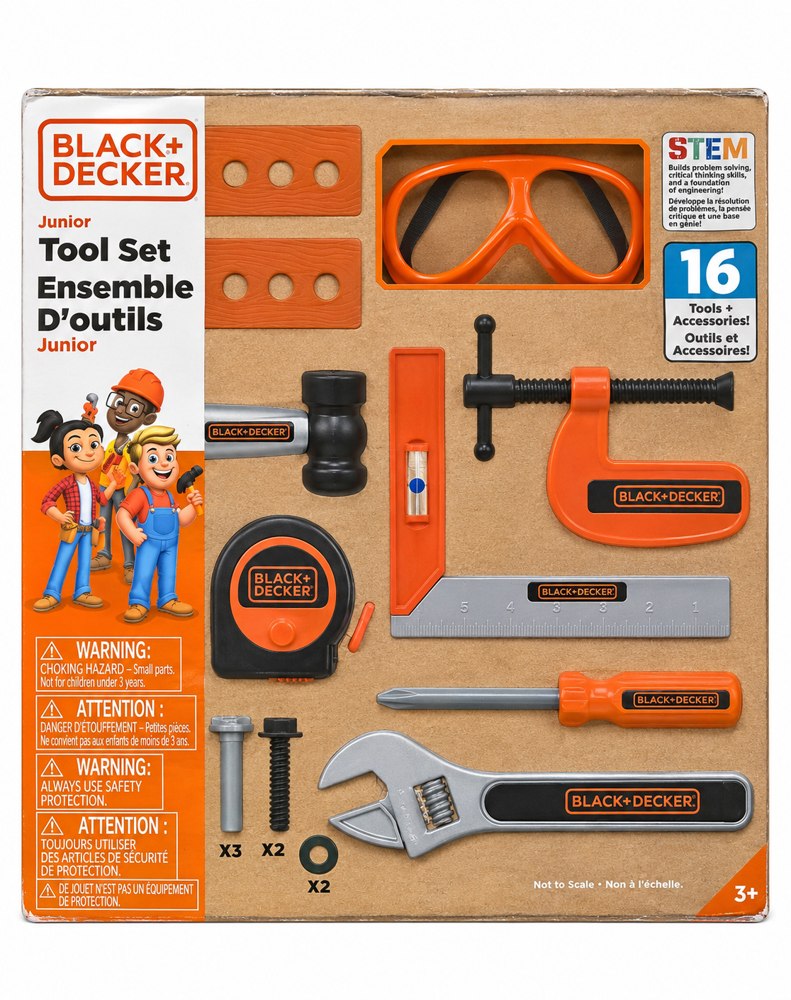 BLACK+
DECKER
Junior
Tool Set
Ensemble
D'outils
Junior
STEM
Builds problem solving,
critical thinking skills,
and a foundation
of engineering!
Développe la résolution
de problèmes, la pensée
critique et une base
en génie!
16
Tools +
Accessories!
Outils et
Accessoires!
BLACK+DECKER
BLACK+DECKER
BLACK+
DECKER
BLACK+DECKER
5 4 3 3 2 1
BLACK+DECKER
BLACK+DECKER
X3 X2
X2
WARNING:
CHOKING HAZARD – Small parts.
Not for children under 3 years.
ATTENTION :
DANGER D'ÉTOUFFEMENT – Petites pièces.
Ne convient pas aux enfants de moins de 3 ans.
WARNING:
ALWAYS USE SAFETY
PROTECTION.
ATTENTION :
TOUJOURS UTILISER
DES ARTICLES DE SÉCURITÉ
DE PROTECTION.
DE JOUET N'EST PAS UN ÉQUIPEMENT
DE PROTECTION.
Not to Scale • Non à l'échelle.
3+